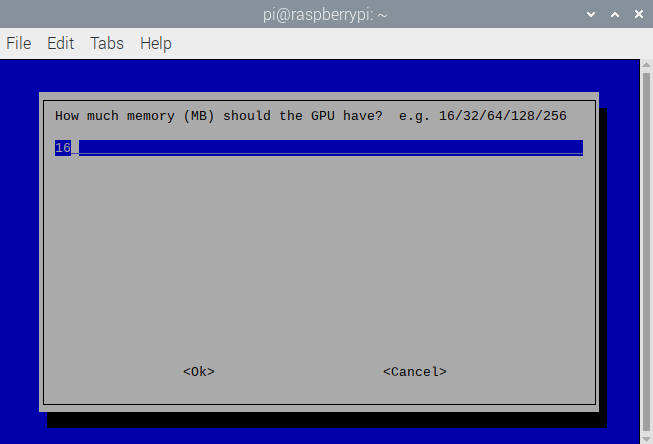 pi@raspberrypi: ~
File Edit Tabs Help
How much memory (MB) should the GPU have?  e.g. 16/32/64/128/256
16
<Ok> <Cancel>